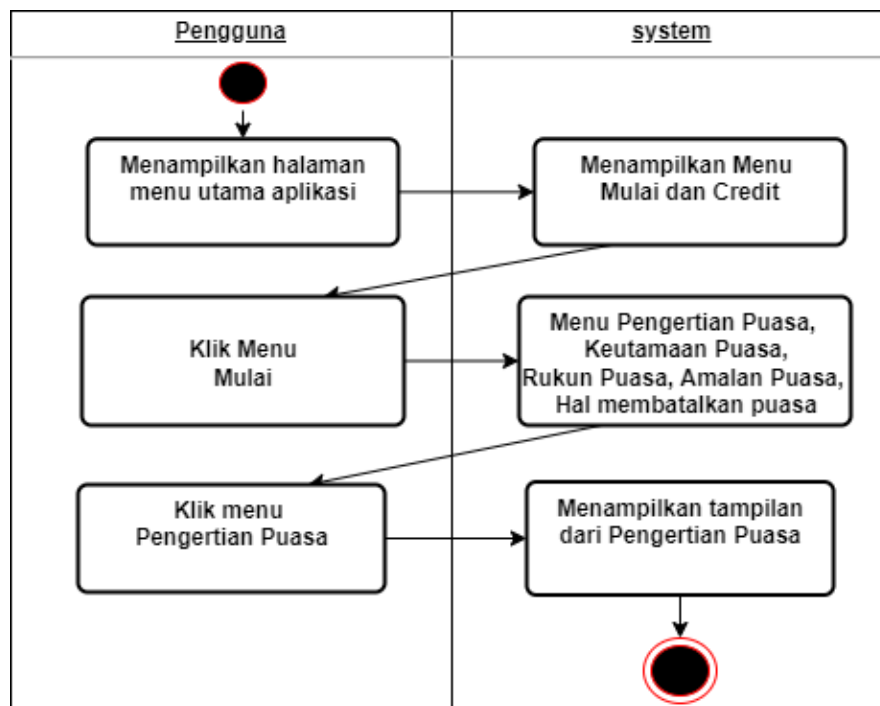 Pengguna
system
Menampilkan halaman
menu utama aplikasi
Menampilkan Menu
Mulai dan Credit
Klik Menu
Mulai
Menu Pengertian Puasa,
Keutamaan Puasa,
Rukun Puasa, Amalan Puasa,
Hal membatalkan puasa
Klik menu
Pengertian Puasa
Menampilkan tampilan
dari Pengertian Puasa